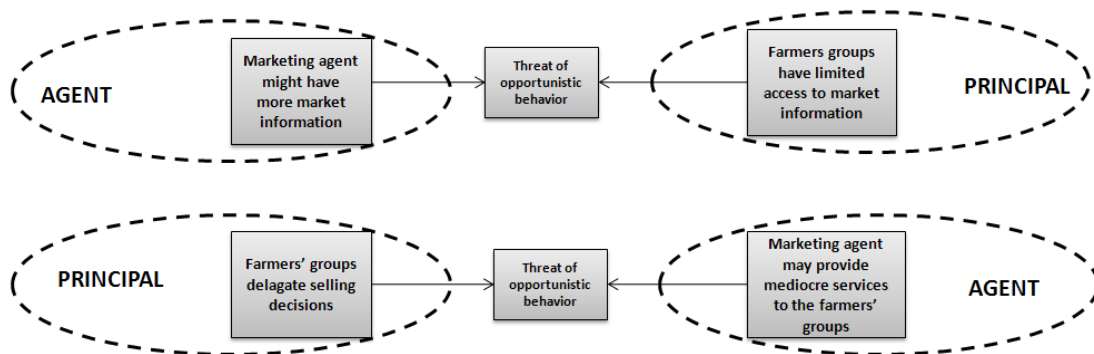 AGENT
Marketing agent
might have
more market
information
Threat of
opportunistic
behavior
Farmers groups
have limited
access to market
information
PRINCIPAL
PRINCIPAL
Farmers’ groups
delagate selling
decisions
Threat of
opportunistic
behavior
Marketing agent
may provide
mediocre services
to the farmers’
groups
AGENT